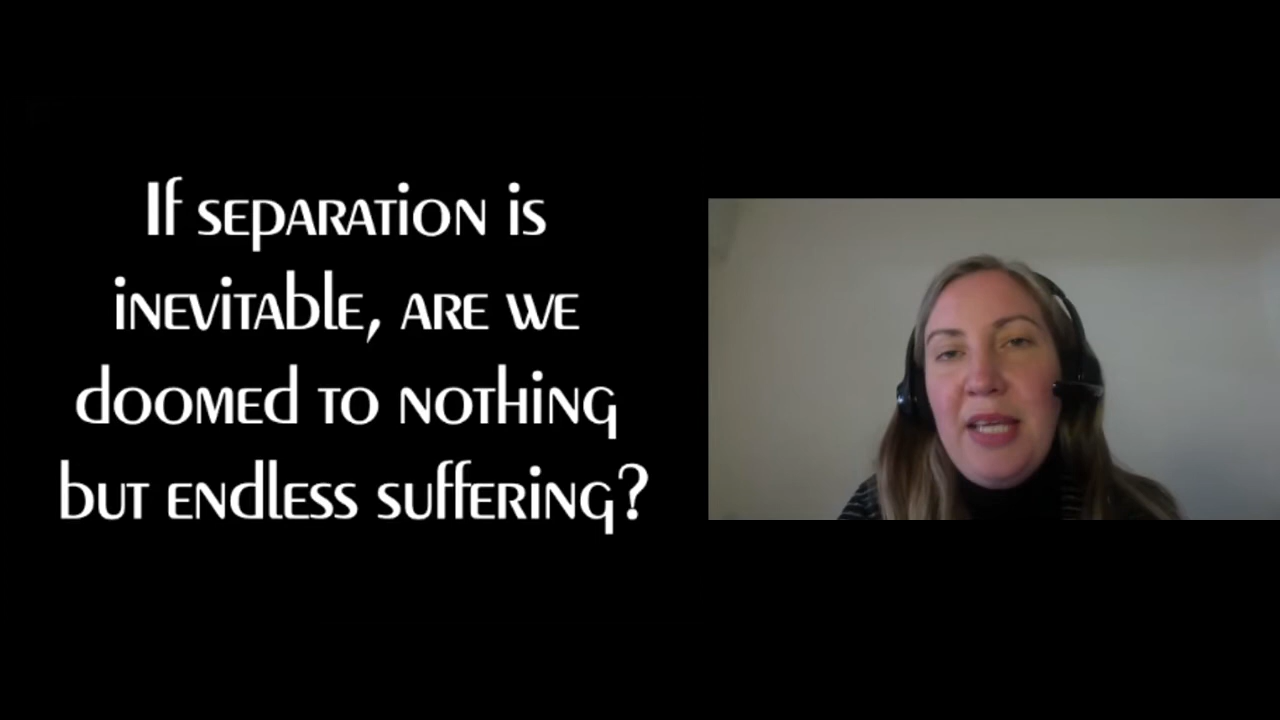 If separation is
inevitable, are we
doomed to nothing
but endless suffering?